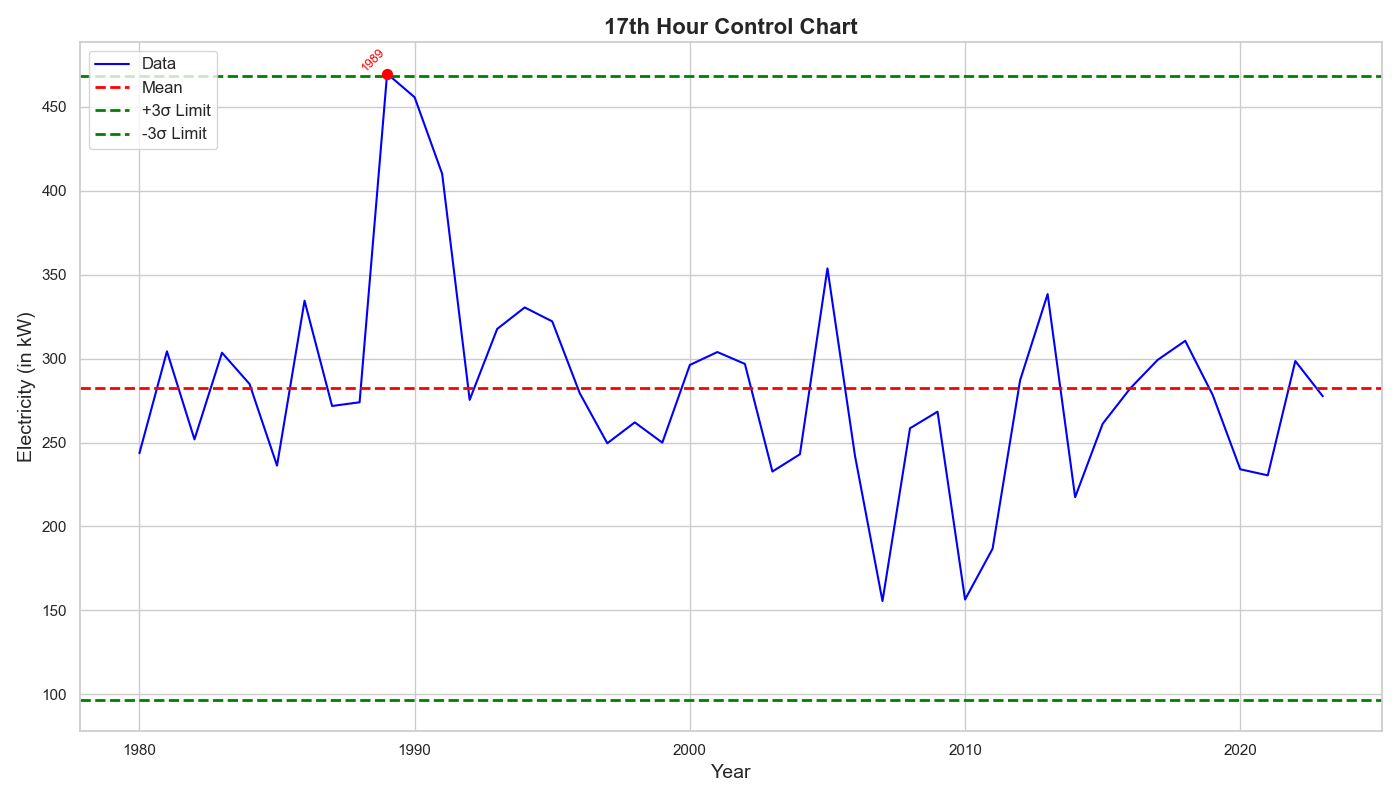 17th Hour Control Chart
1989
Data
Mean
+3σ Limit
-3σ Limit
450
400
350
300
250
200
150
100
Electricity (in kW)
1980
1990
2000
2010
2020
Year